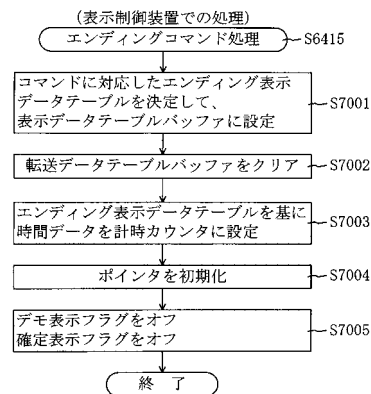 (表示制御装置での処理)
エンディングコマンド処理
S6415
コマンドに対応したエンディング表示
データテーブルを決定して、
表示データテーブルバッファに設定
S7001
転送データテーブルバッファをクリア
S7002
エンディング表示データテーブルを基に
時間データを計時カウンタに設定
S7003
ポインタを初期化
S7004
デモ表示フラグをオフ
確定表示フラグをオフ
S7005
終 了